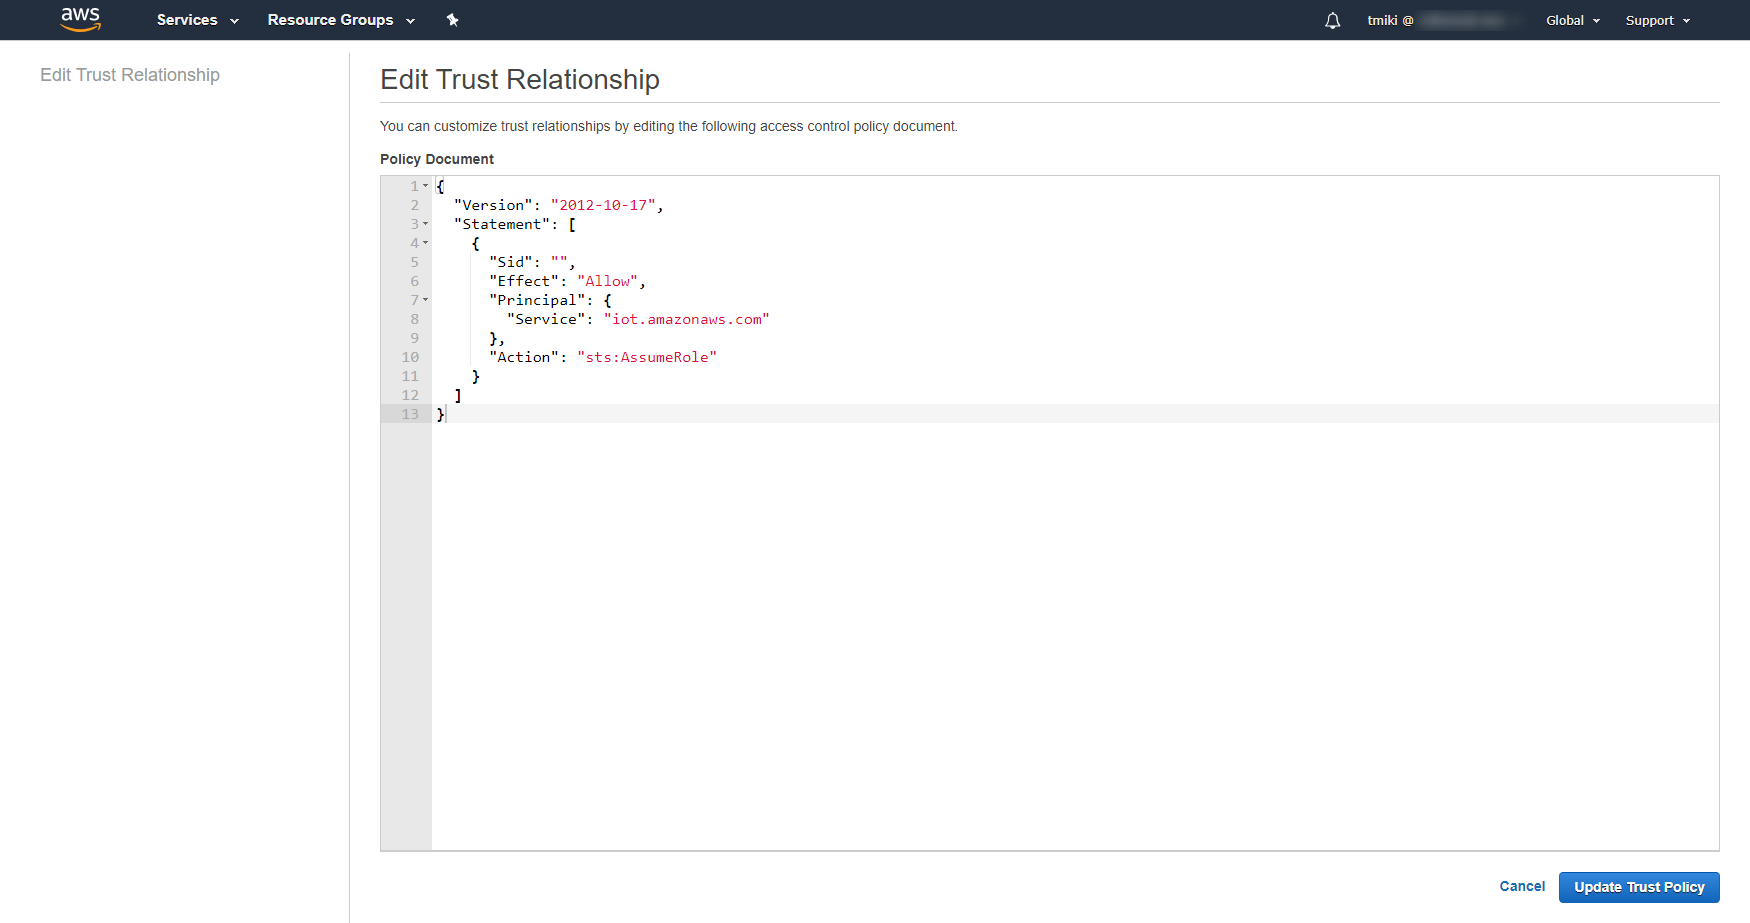 aws Services Resource Groups tmiki @ Global Support
Edit Trust Relationship
Edit Trust Relationship
You can customize trust relationships by editing the following access control policy document.
Policy Document
1 {
2 "Version": "2012-10-17",
3 "Statement": [
4 {
5 "Sid": "",
6 "Effect": "Allow",
7 "Principal": {
8 "Service": "iot.amazonaws.com"
9 },
10 "Action": "sts:AssumeRole"
11 }
12 ]
13 }
Cancel Update Trust Policy